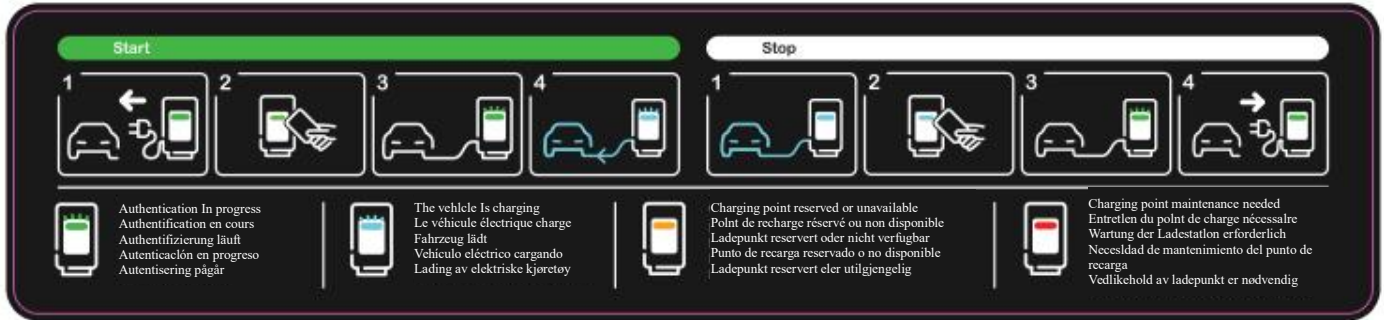 Start
Stop
1
2
3
4
1
2
3
4
Authentication In progress
Authentification en cours
Authentifizierung läuft
Autenticaclón en progreso
Autentisering pågår
The vehlcle Is charging
Le véhicule électrique charge
Fahrzeug lädt
Vehículo eléctrico cargando
Lading av elektriske kjøretøy
Charging point reserved or unavailable
Polnt de recharge réservé ou non disponible
Ladepunkt reservert oder nicht verfugbar
Punto de recarga reservado o no disponible
Ladepunkt reservert eler utilgjengelig
Charging point maintenance needed
Entretlen du polnt de charge nécessalre
Wartung der Ladestatlon erforderlich
Necesldad de mantenimiento del punto de
recarga
Vedlikehold av ladepunkt er nødvendig